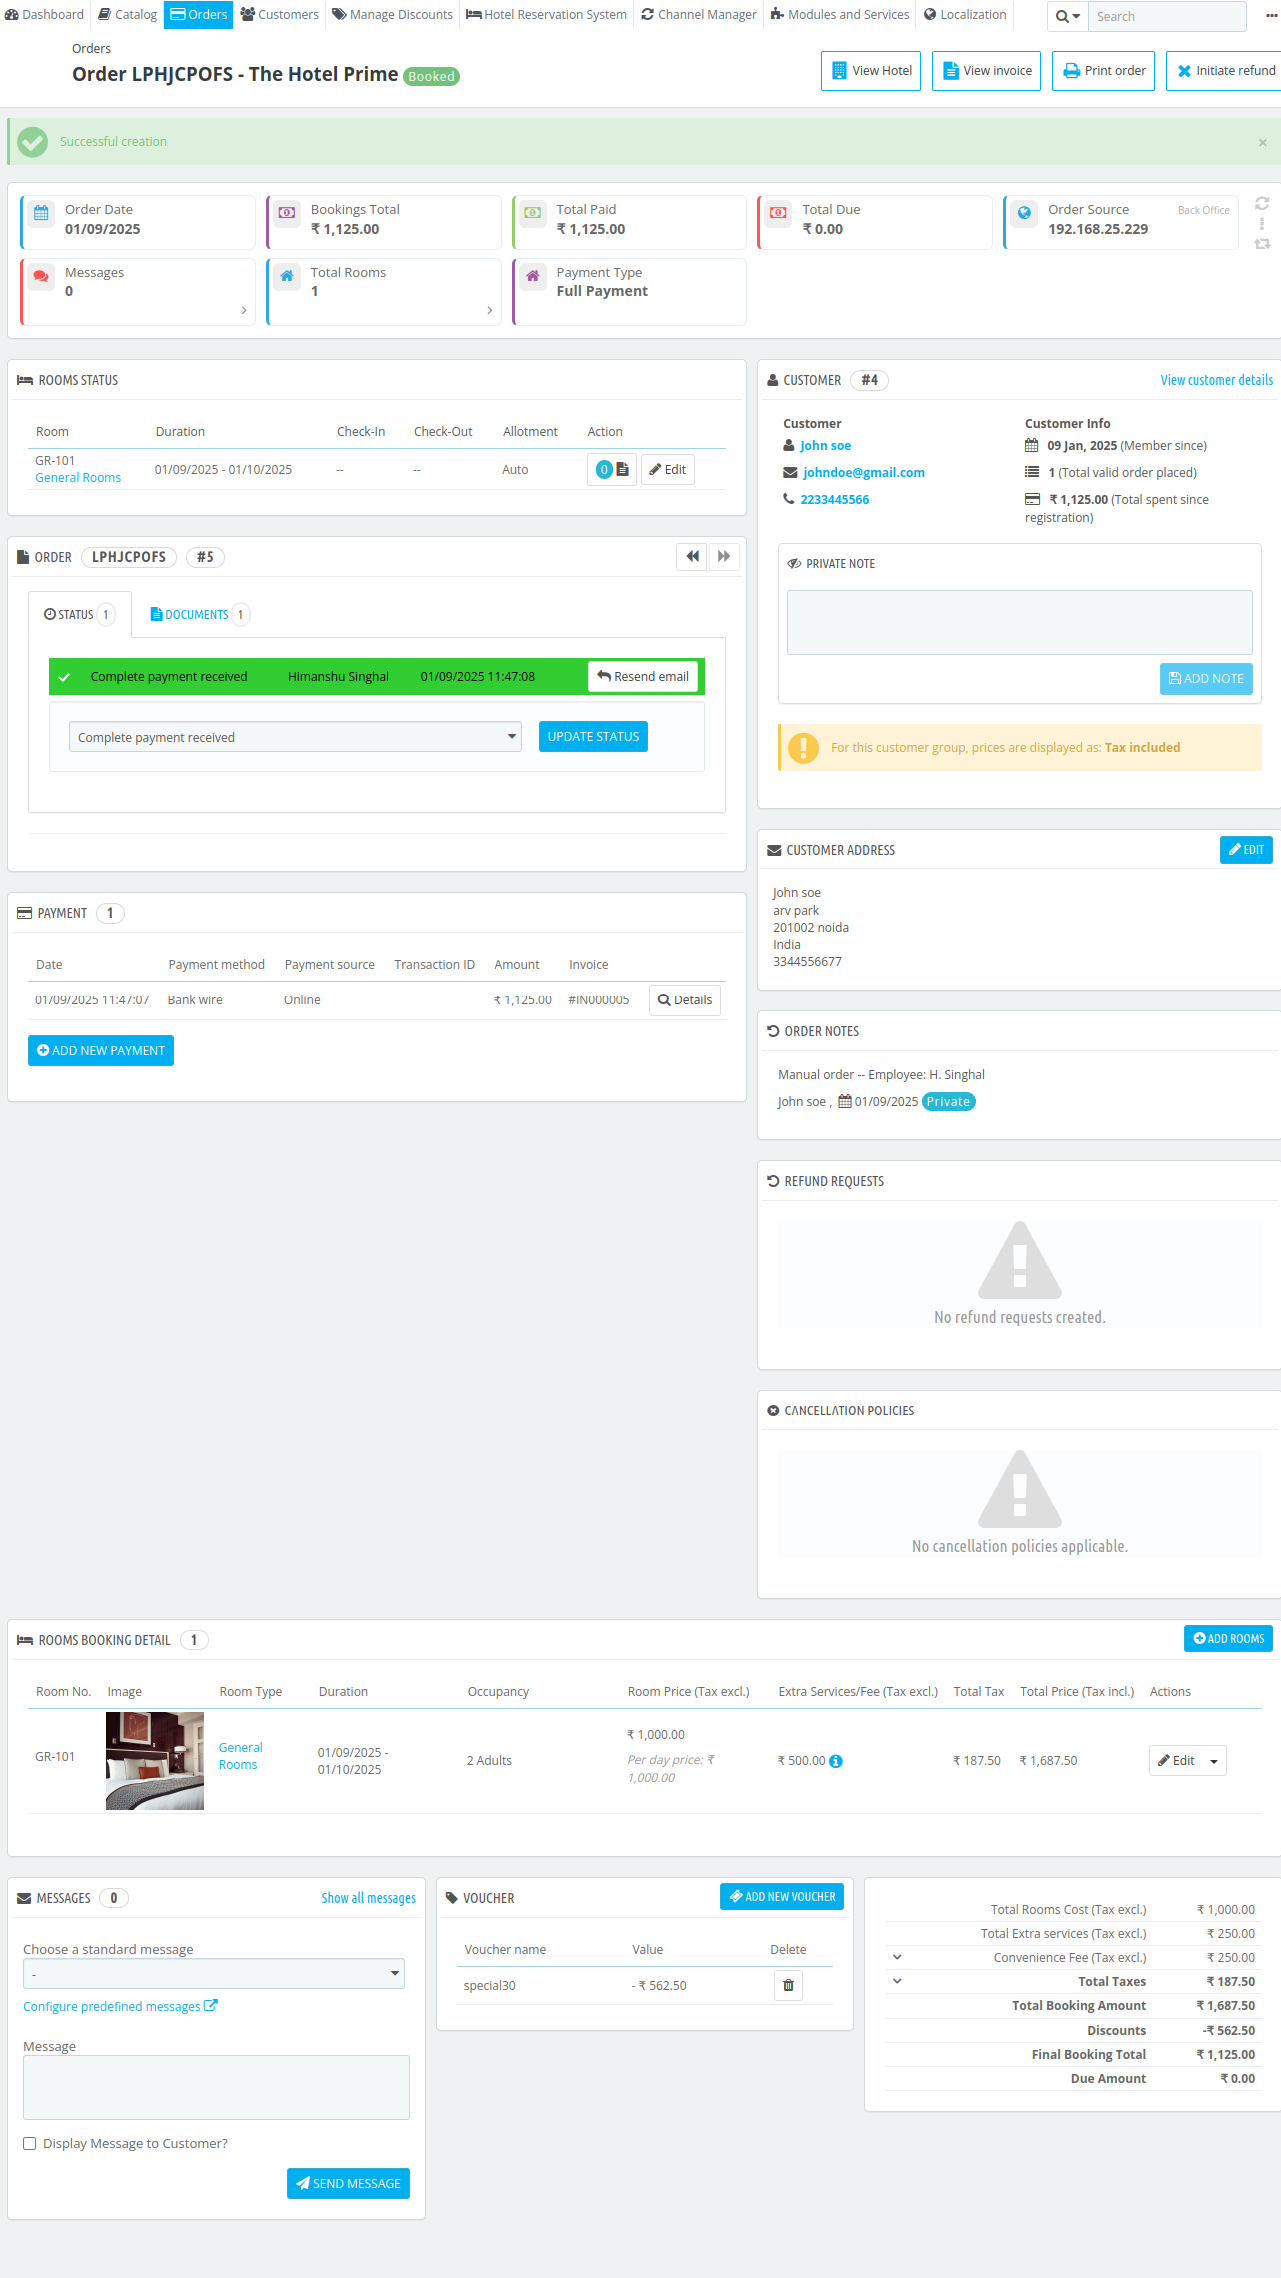 Dashboard Catalog Orders Customers Manage Discounts Hotel Reservation System Channel Manager Modules and Services Localization Search
Orders
Order LPHJCPOFS - The Hotel Prime Booked
View Hotel View invoice Print order Initiate refund
Successful creation ×
Order Date
01/09/2025
Bookings Total
₹ 1,125.00
Total Paid
₹ 1,125.00
Total Due
₹ 0.00
Order Source Back Office
192.168.25.229
Messages
0
Total Rooms
1
Payment Type
Full Payment
ROOMS STATUS
Room Duration Check-In Check-Out Allotment Action
GR-101
General Rooms
01/09/2025 - 01/10/2025 -- -- Auto 0 Edit
ORDER LPHJCPOFS #5
STATUS 1 DOCUMENTS 1
Complete payment received Himanshu Singhal 01/09/2025 11:47:08 Resend email
Complete payment received UPDATE STATUS
PAYMENT 1
Date Payment method Payment source Transaction ID Amount Invoice
01/09/2025 11:47:07 Bank wire Online ₹ 1,125.00 #IN000005 Details
ADD NEW PAYMENT
CUSTOMER #4 View customer details
Customer
John soe
johndoe@gmail.com
2233445566
Customer Info
09 Jan, 2025 (Member since)
1 (Total valid order placed)
₹ 1,125.00 (Total spent since
registration)
PRIVATE NOTE
ADD NOTE
For this customer group, prices are displayed as: Tax included
CUSTOMER ADDRESS EDIT
John soe
arv park
201002 noida
India
3344556677
ORDER NOTES
Manual order -- Employee: H. Singhal
John soe , 01/09/2025 Private
REFUND REQUESTS
No refund requests created.
CANCELLATION POLICIES
No cancellation policies applicable.
ROOMS BOOKING DETAIL 1 ADD ROOMS
Room No. Image Room Type Duration Occupancy Room Price (Tax excl.) Extra Services/Fee (Tax excl.) Total Tax Total Price (Tax incl.) Actions
GR-101
General
Rooms
01/09/2025 -
01/10/2025
2 Adults
₹ 1,000.00
Per day price: ₹
1,000.00
₹ 500.00 ₹ 187.50 ₹ 1,687.50 Edit
MESSAGES 0 Show all messages
Choose a standard message
-
Configure predefined messages
Message
Display Message to Customer?
SEND MESSAGE
VOUCHER ADD NEW VOUCHER
Voucher name Value Delete
special30 - ₹ 562.50
Total Rooms Cost (Tax excl.) ₹ 1,000.00
Total Extra services (Tax excl.) ₹ 250.00
Convenience Fee (Tax excl.) ₹ 250.00
Total Taxes ₹ 187.50
Total Booking Amount ₹ 1,687.50
Discounts -₹ 562.50
Final Booking Total ₹ 1,125.00
Due Amount ₹ 0.00